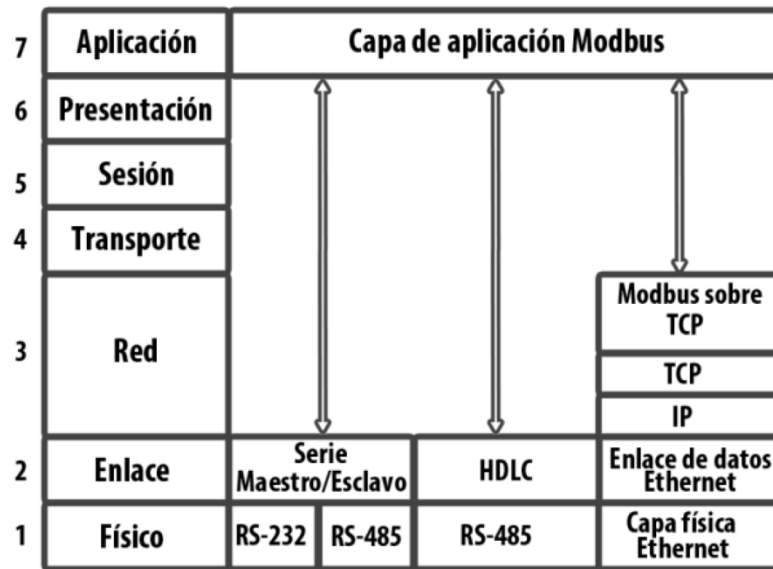 7 Aplicación Capa de aplicación Modbus
6 Presentación
5 Sesión
4 Transporte
Modbus sobre
TCP
3 Red
TCP
IP
2 Enlace Serie HDLC Enlace de datos
Maestro/Esclavo Ethernet
1 Físico RS-232 RS-485 RS-485 Capa física
Ethernet